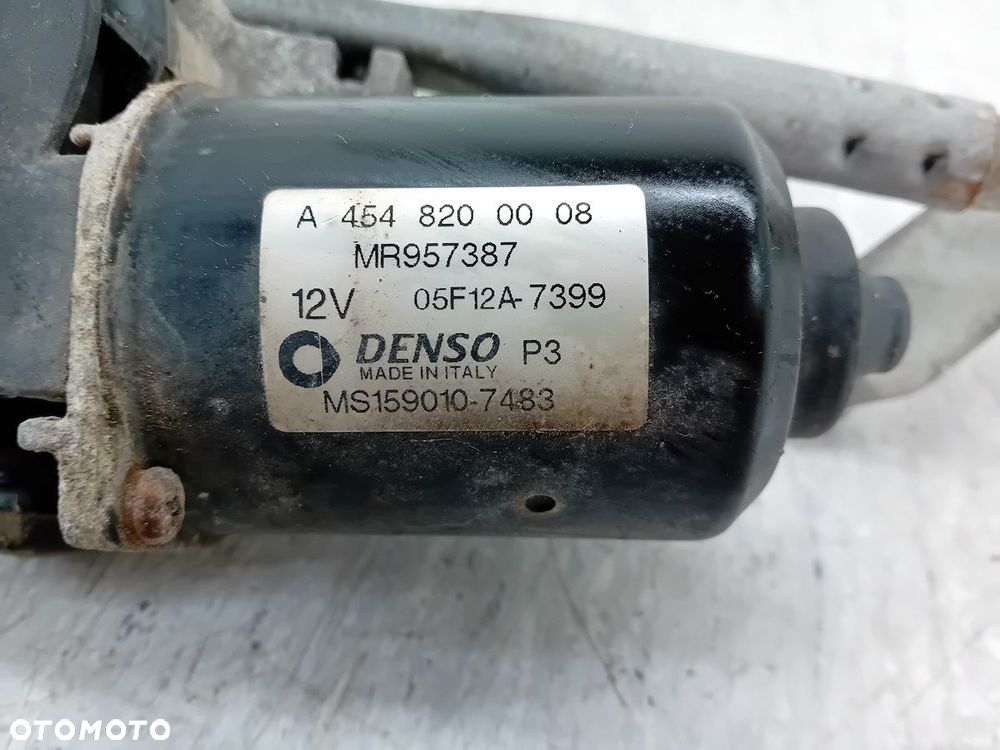 A 454 820 00 08
MR957387
12V 05F12A-7399
DENSO P3
MADE IN ITALY
MS159010-7483
OTOMOTO